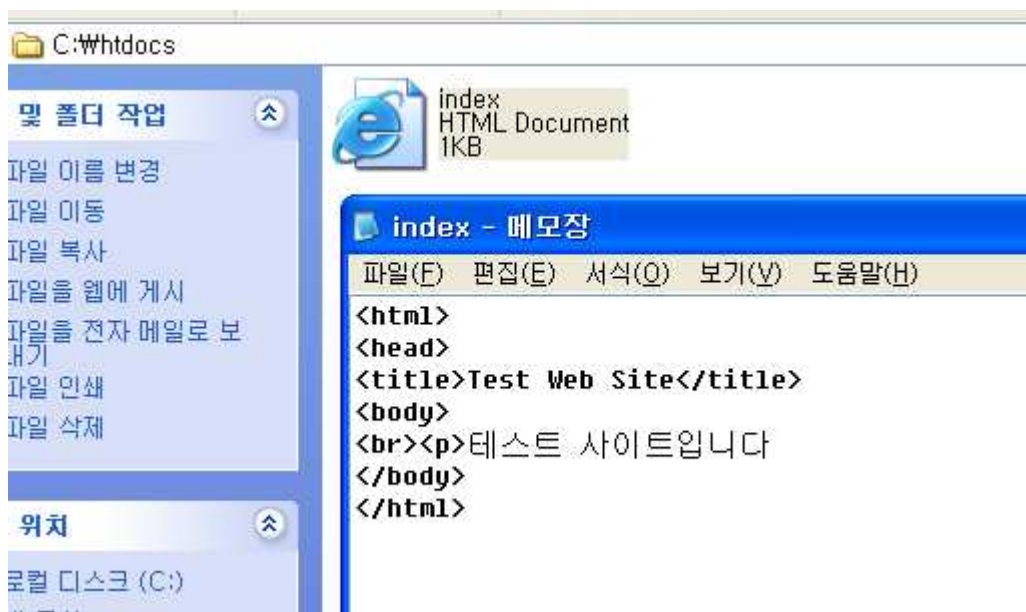 C:₩htdocs
및 폴더 작업
파일 이름 변경
파일 이동
파일 복사
파일을 웹에 게시
파일을 전자 메일로 보
내기
파일 인쇄
파일 삭제
위치
로컬 디스크 (C:)
index
HTML Document
1KB
index - 메모장
파일(F) 편집(E) 서식(O) 보기(V) 도움말(H)
<html>
<head>
<title>Test Web Site</title>
<body>
<br><p>테스트 사이트입니다
</body>
</html>